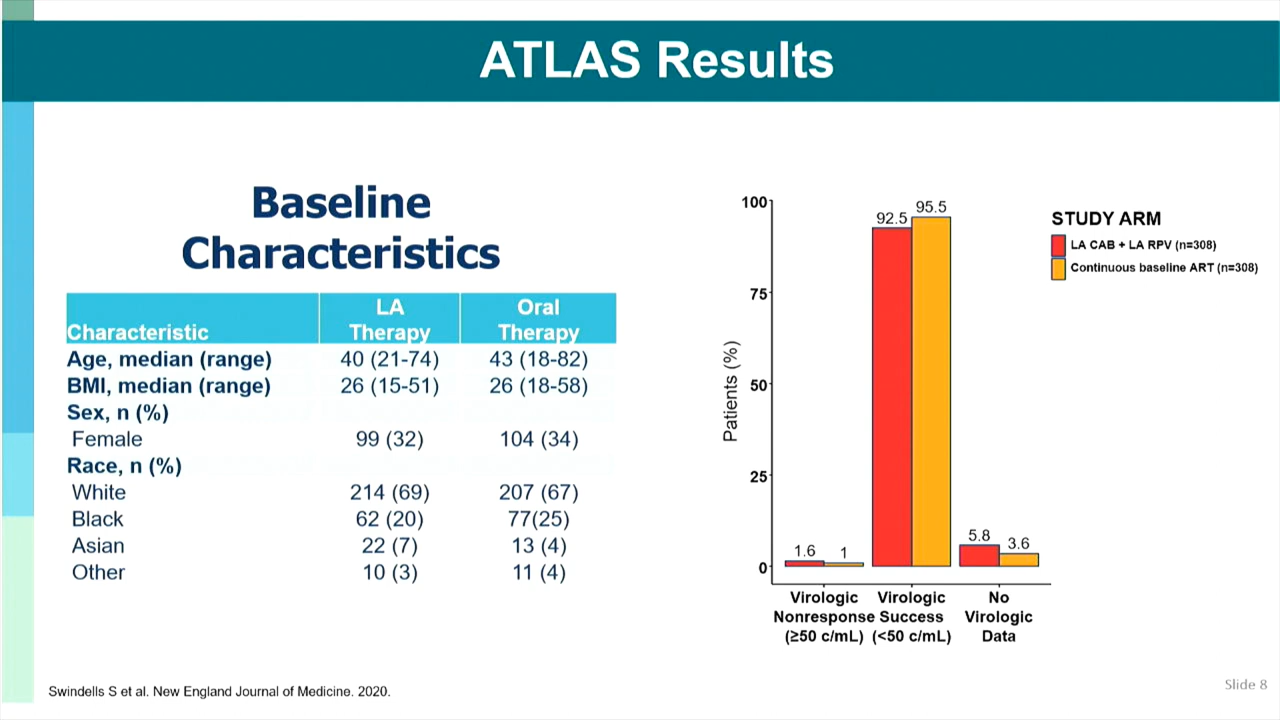 ATLAS Results
Baseline
Characteristics
Characteristic LA Therapy Oral Therapy
Age, median (range) 40 (21-74) 43 (18-82)
BMI, median (range) 26 (15-51) 26 (18-58)
Sex, n (%)
Female 99 (32) 104 (34)
Race, n (%)
White 214 (69) 207 (67)
Black 62 (20) 77(25)
Asian 22 (7) 13 (4)
Other 10 (3) 11 (4)
Patients (%)
100
75
50
25
0
1.6 1
92.5 95.5
5.8 3.6
Virologic Nonresponse (≥50 c/mL)
Virologic Success (<50 c/mL)
No Virologic Data
STUDY ARM
LA CAB + LA RPV (n=308)
Continuous baseline ART (n=308)
Swindells S et al. New England Journal of Medicine. 2020.
Slide 8